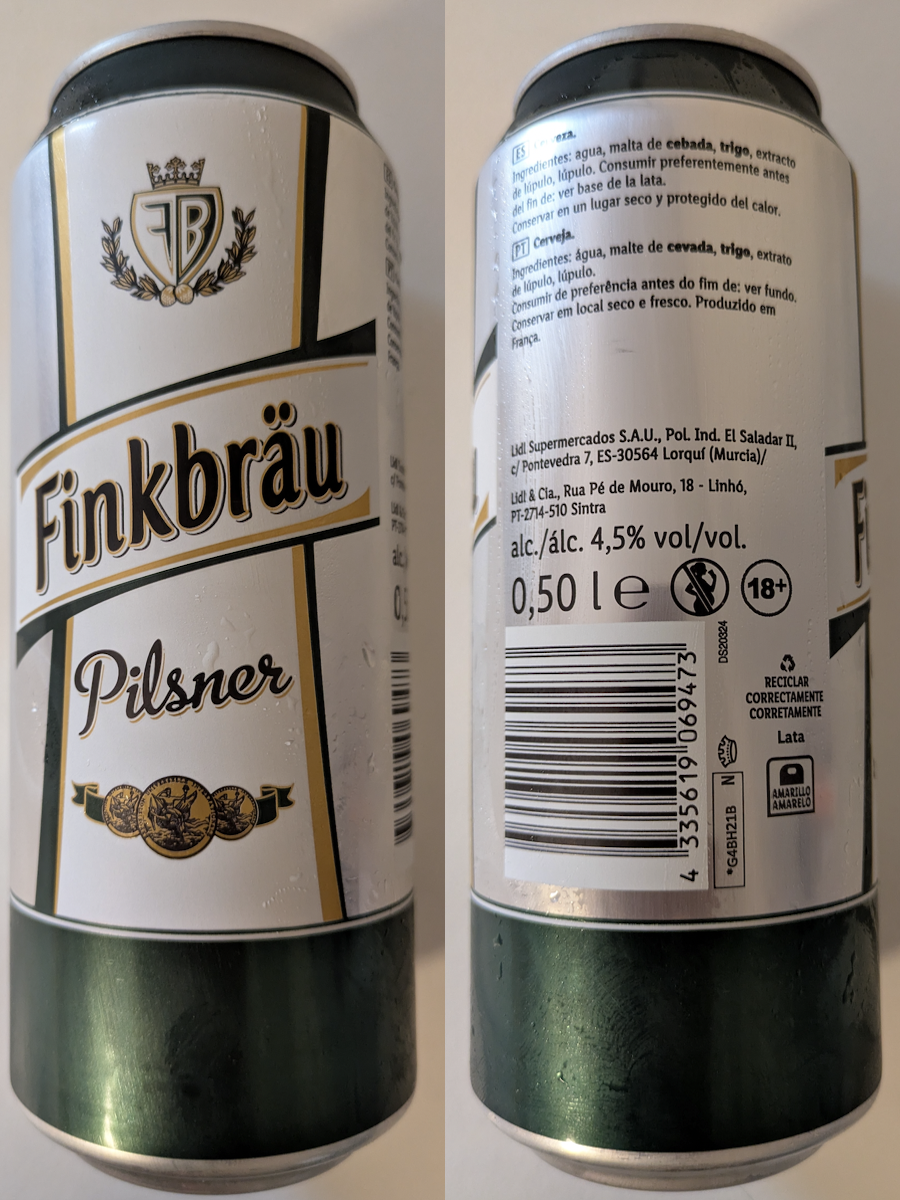 FB
Finkbräu
Pilsner
ES
Ingredientes: agua, malta de cebada, trigo, extracto
de lúpulo, lúpulo. Consumir preferentemente antes
del fin de: ver base de la lata.
Conservar en un lugar seco y protegido del calor.
PT Cerveja.
Ingredientes: água, malte de cevada, trigo, extrato
de lúpulo, lúpulo.
Consumir de preferência antes do fim de: ver fundo.
Conservar em local seco e fresco. Produzido em
França.
Lidl Supermercados S.A.U., Pol. Ind. El Saladar II,
c/ Pontevedra 7, ES-30564 Lorquí (Murcia)/
Lidl & Cia., Rua Pé de Mouro, 18 - Linhó,
PT-2714-510 Sintra
alc./álc. 4,5% vol/vol.
0,50 l e
18+
DS20324
4 335619 069473
*G4BH21B N
RECICLAR
CORRECTAMENTE
CORRETAMENTE
Lata
AMARILLO
AMARELO
Fi